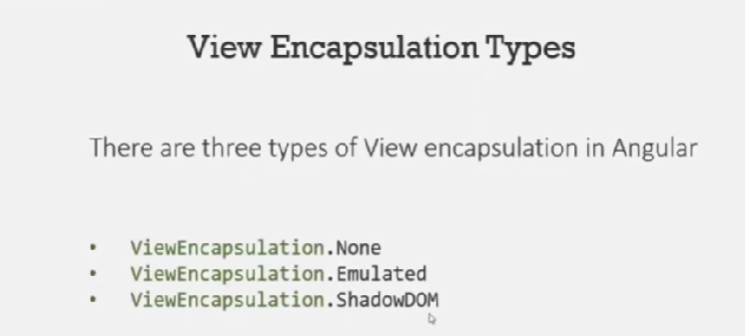 View Encapsulation Types
There are three types of View encapsulation in Angular
• ViewEncapsulation.None
• ViewEncapsulation.Emulated
• ViewEncapsulation.ShadowDOM